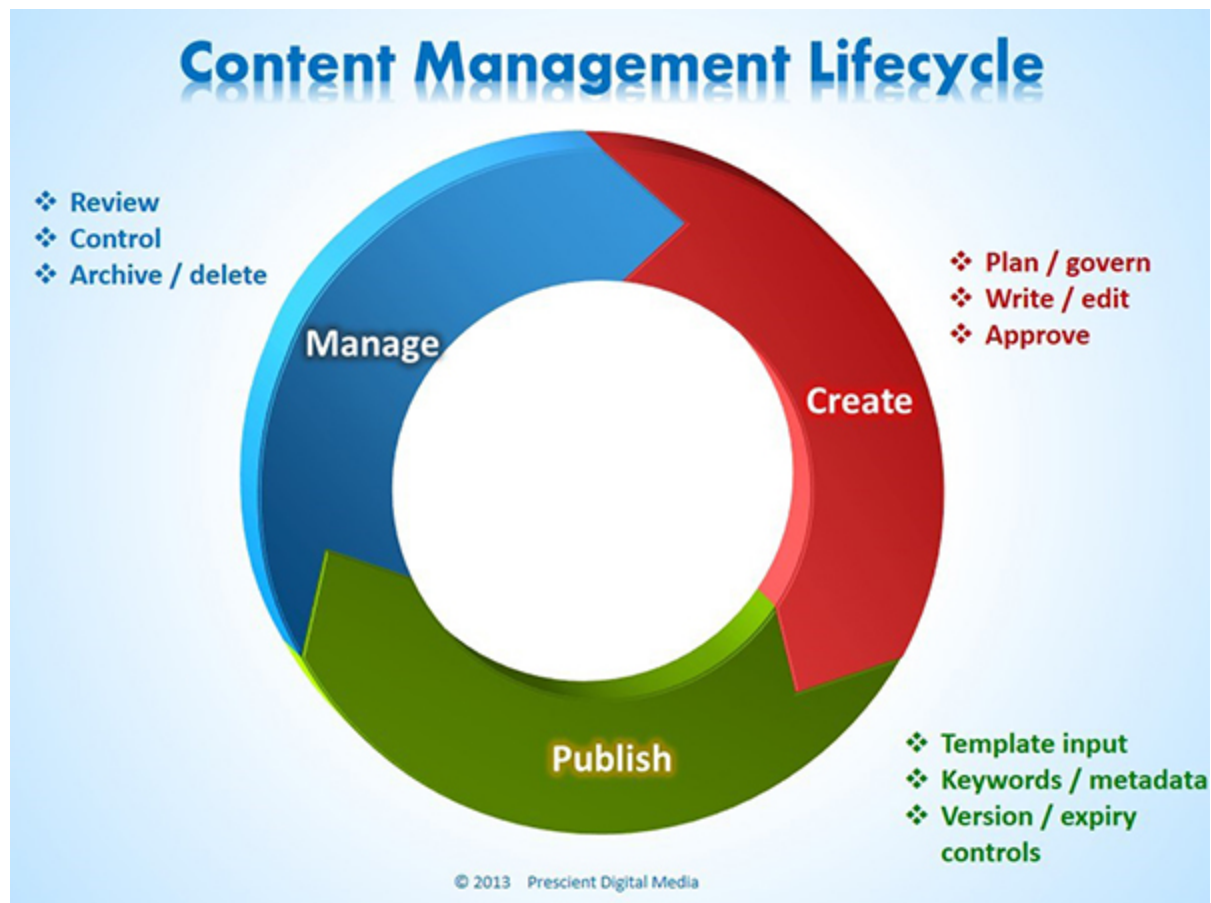 Content Management Lifecycle
❖ Review
❖ Control
❖ Archive / delete
Manage
❖ Plan / govern
❖ Write / edit
❖ Approve
Create
Publish
❖ Template input
❖ Keywords / metadata
❖ Version / expiry
controls
© 2013 Prescient Digital Media